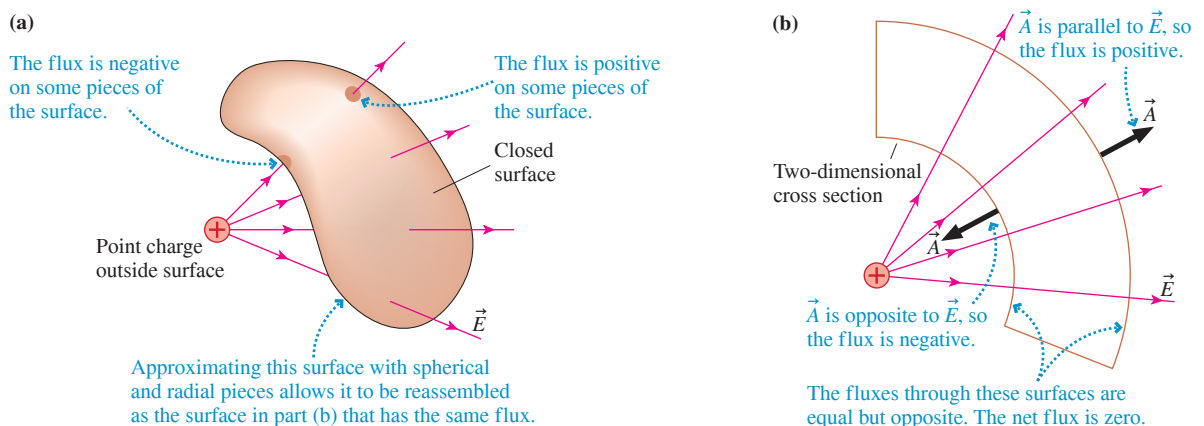 (a)
The flux is negative
on some pieces of
the surface.
The flux is positive
on some pieces of
the surface.
Closed
surface
+
Point charge
outside surface
E⃗
Approximating this surface with spherical
and radial pieces allows it to be reassembled
as the surface in part (b) that has the same flux.
(b)
A⃗ is parallel to E⃗, so
the flux is positive.
A⃗
Two-dimensional
cross section
A⃗
+
E⃗
A⃗ is opposite to E⃗, so
the flux is negative.
The fluxes through these surfaces are
equal but opposite. The net flux is zero.